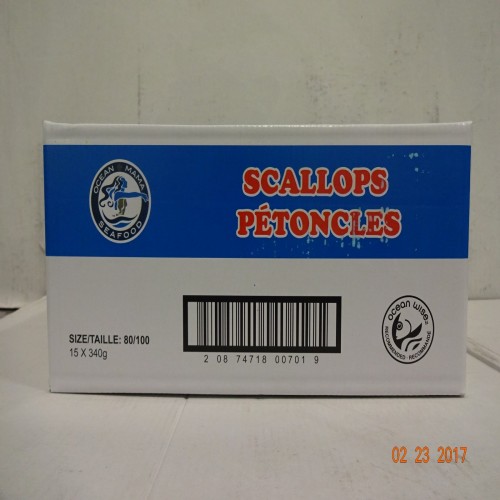 OCEAN MAMA
SEAFOOD
SCALLOPS
PÉTONCLES
SIZE/TAILLE: 80/100
15 X 340g
2 08 74718 00701 9
ocean wise
RECOMMENDED • RECOMMANDÉ
02 23 2017